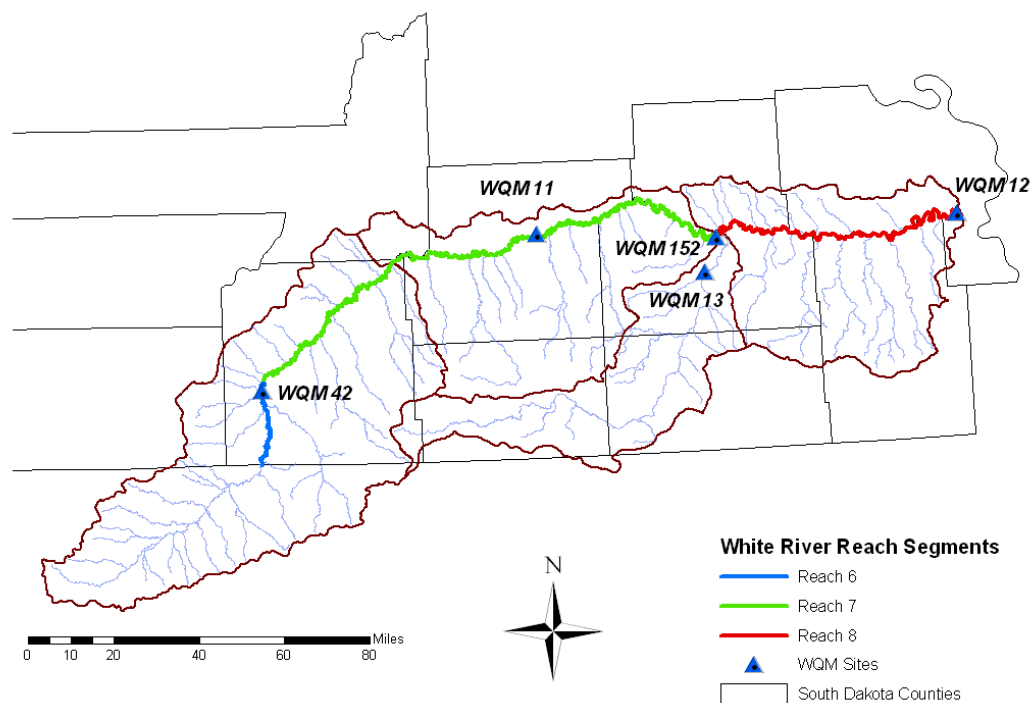 WQM 11
WQM 12
WQM 152
WQM 13
WQM 42
White River Reach Segments
Reach 6
Reach 7
Reach 8
WQM Sites
South Dakota Counties
N
Miles
0 10 20 40 60 80